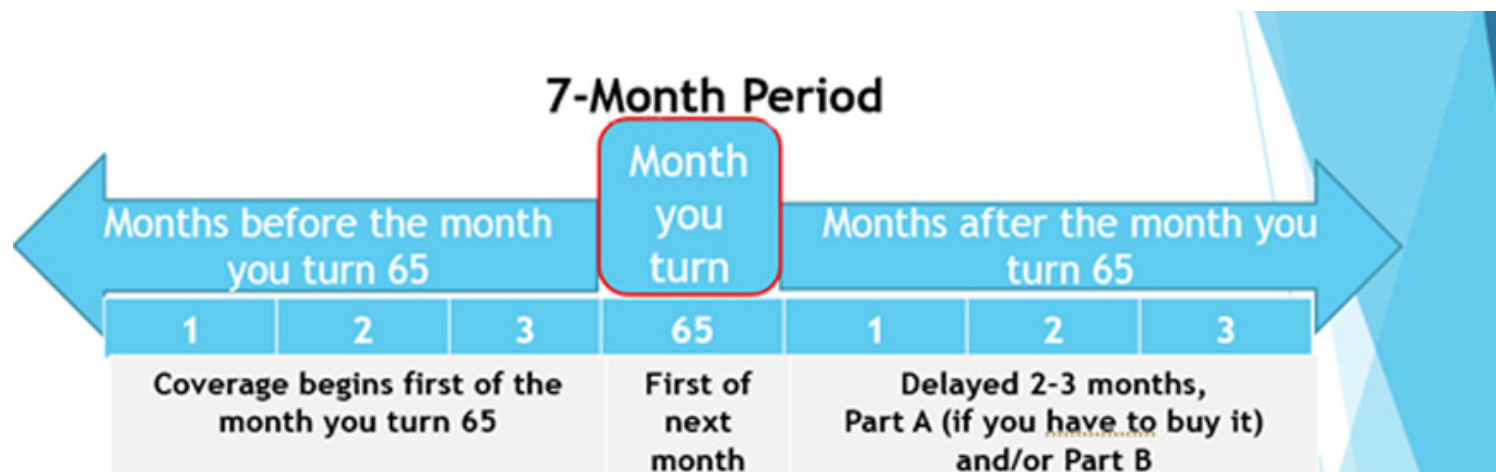 7-Month Period
Month
you
turn
Months before the month
you turn 65
Months after the month you
turn 65
1 2 3 65 1 2 3
Coverage begins first of the
month you turn 65
First of
next
month
Delayed 2-3 months,
Part A (if you have to buy it)
and/or Part B